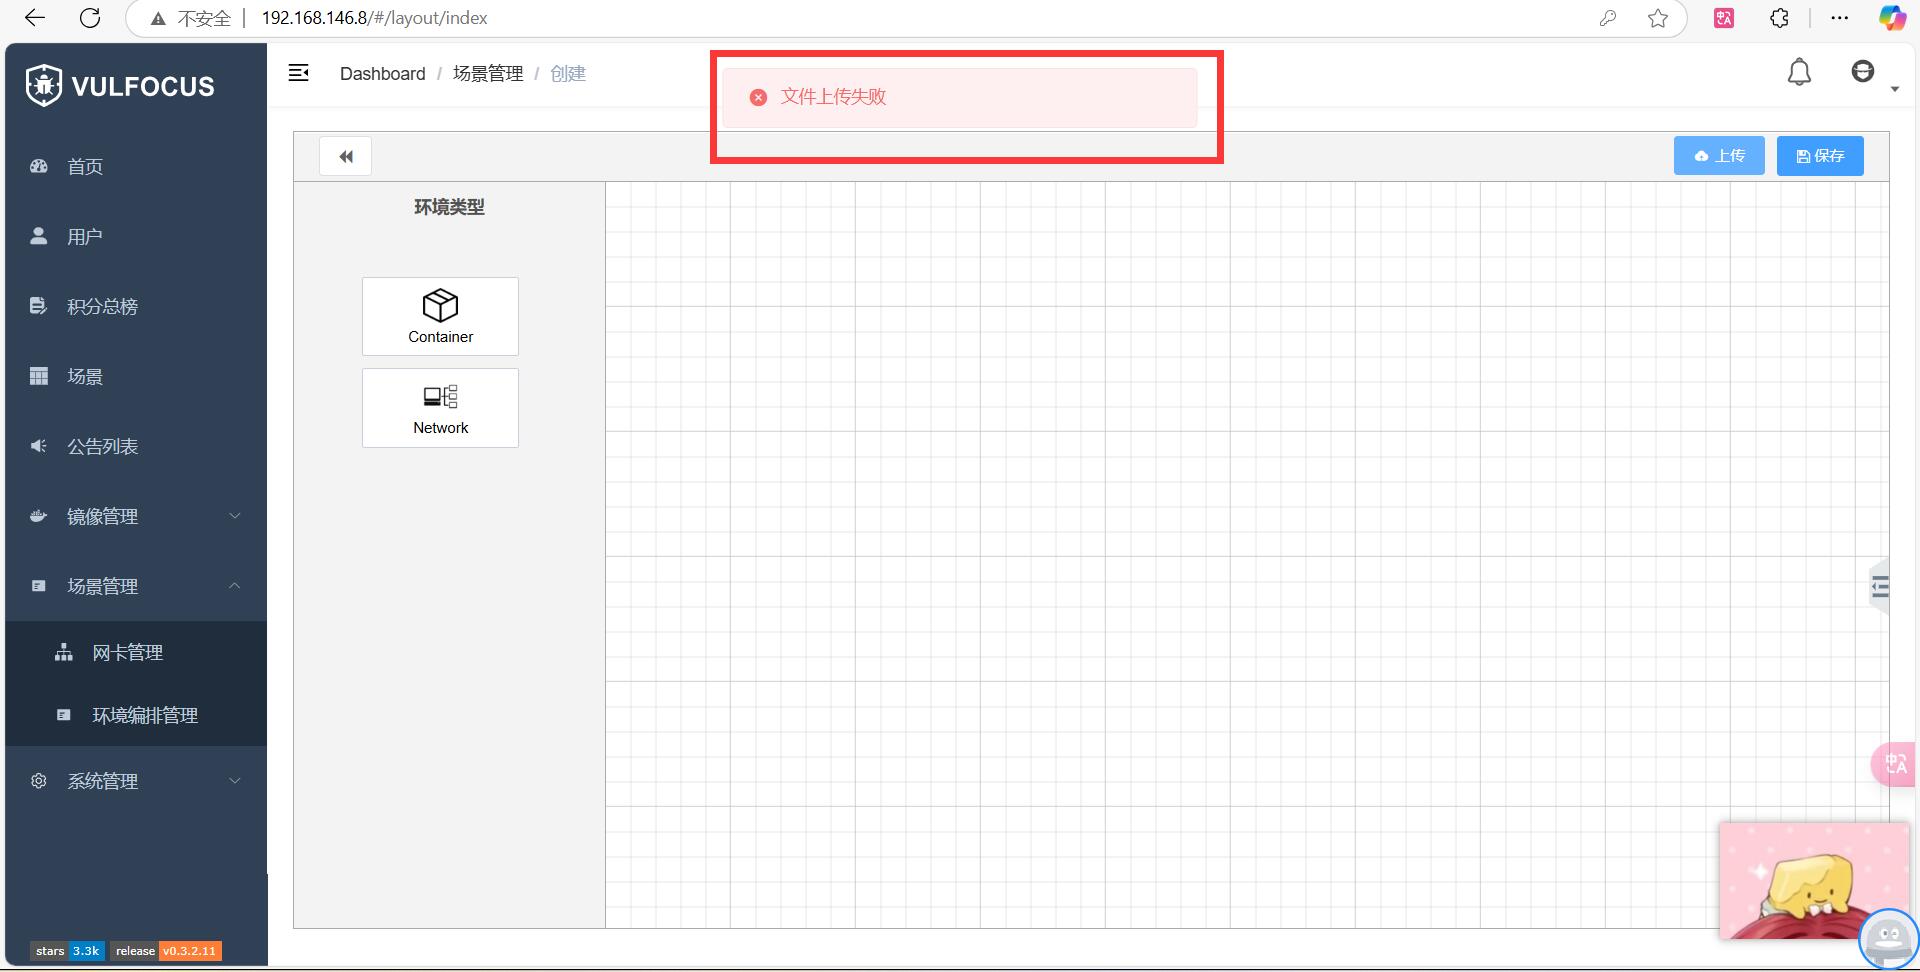 不安全
192.168.146.8/#/layout/index
VULFOCUS
Dashboard / 场景管理 / 创建
文件上传失败
上传
保存
首页
用户
积分总榜
场景
公告列表
镜像管理
场景管理
网卡管理
环境编排管理
系统管理
环境类型
Container
Network
stars 3.3k
release v0.3.2.11
中A
中A